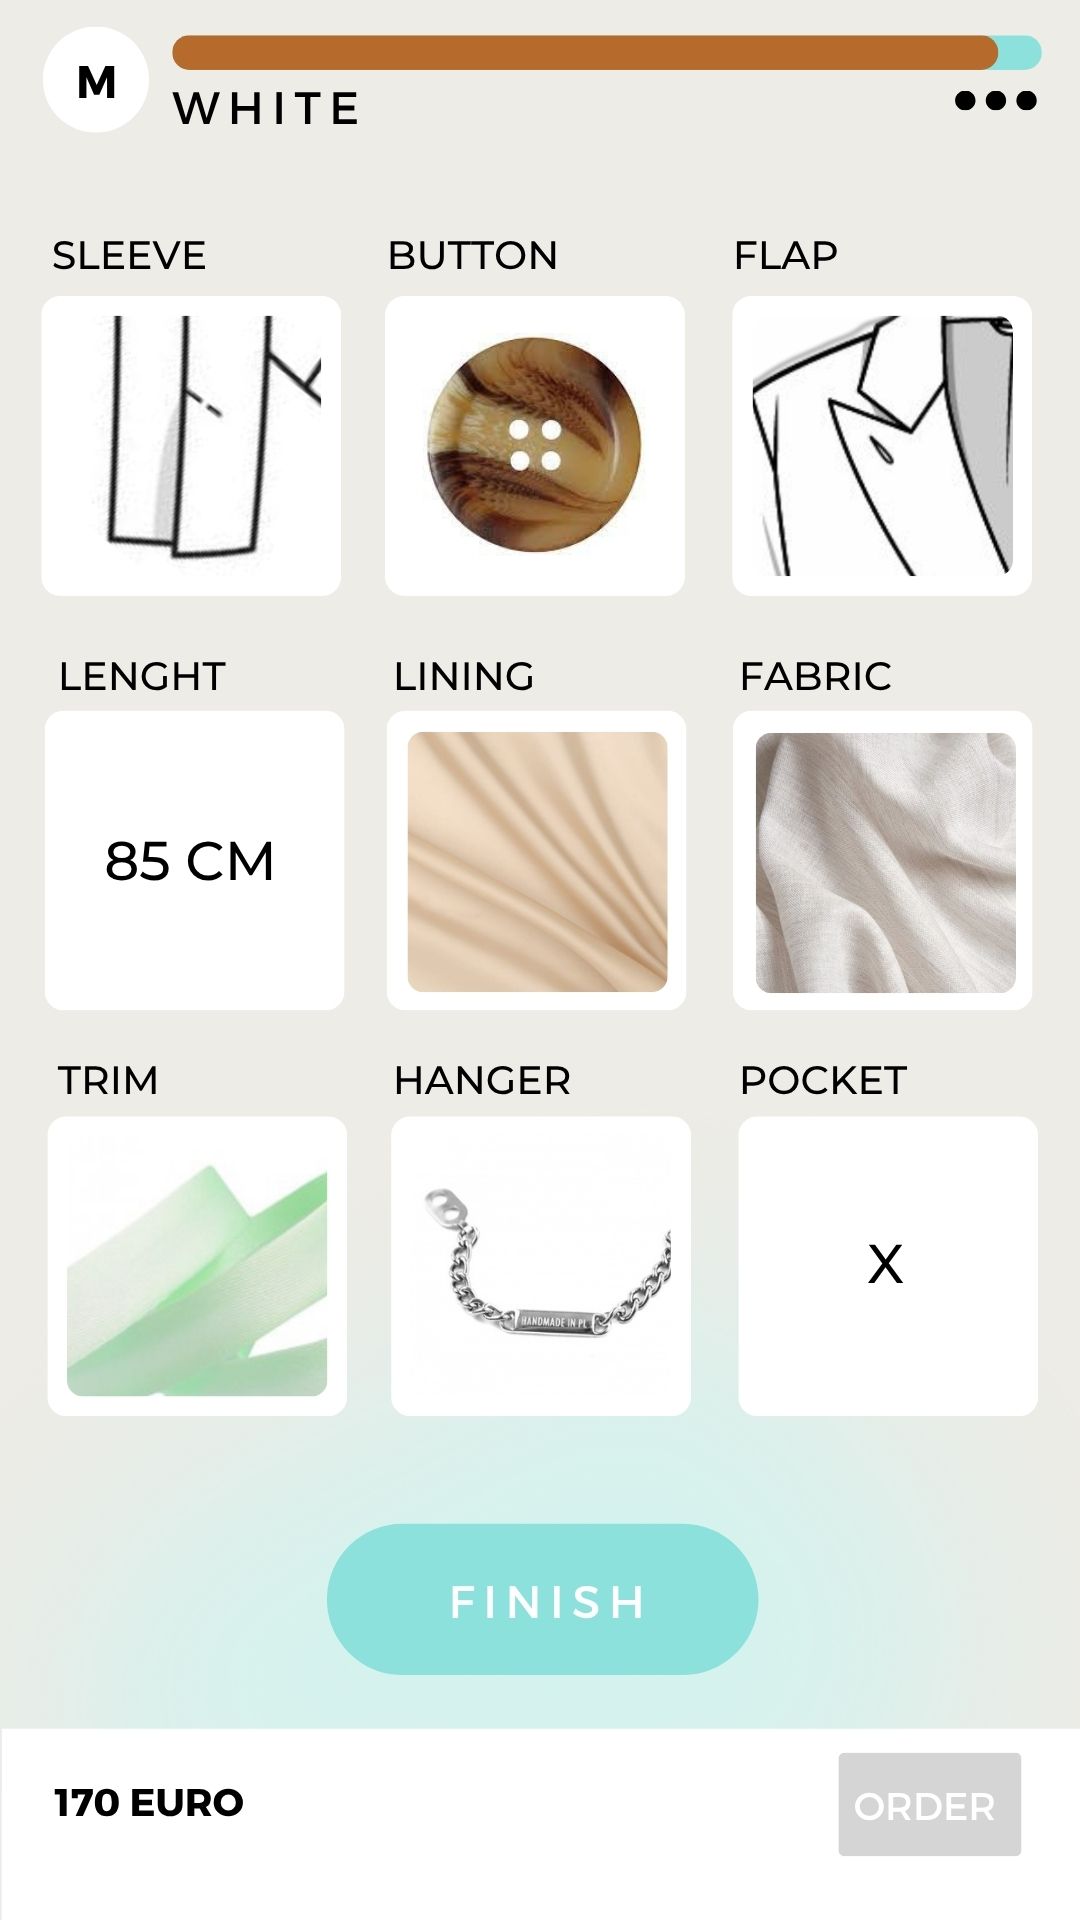 M
WHITE
SLEEVE BUTTON FLAP
LENGHT LINING FABRIC
85 CM
TRIM HANGER POCKET
HANDMADE IN PL
X
FINISH
170 EURO ORDER